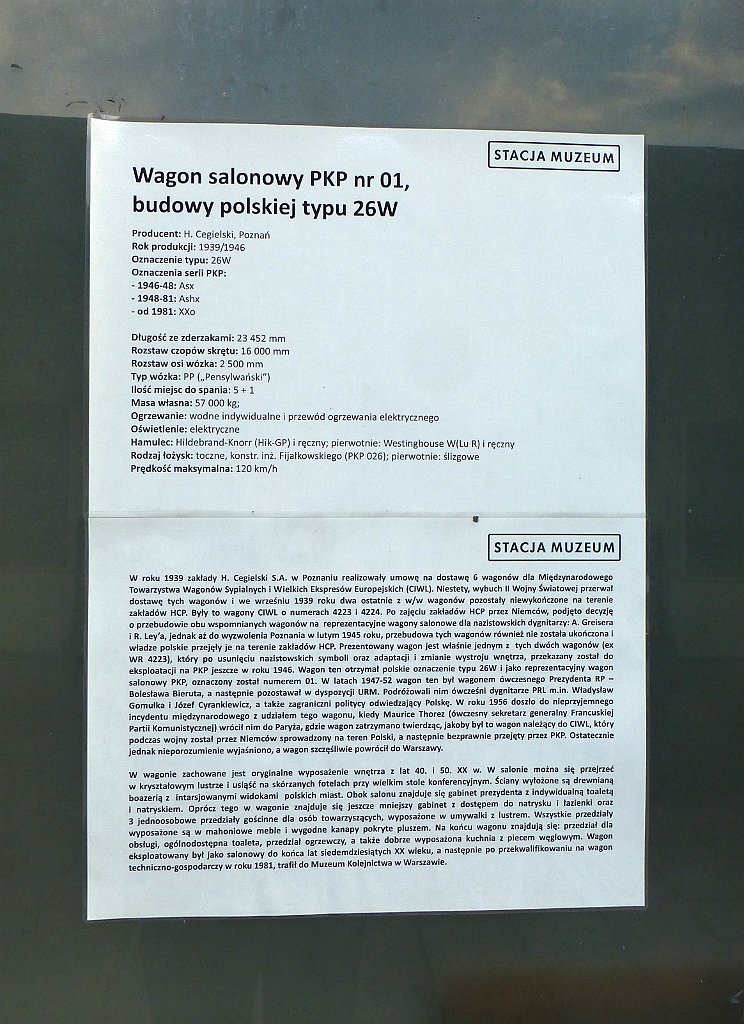 STACJA MUZEUM
Wagon salonowy PKP nr 01,
budowy polskiej typu 26W
Producent: H. Cegielski, Poznań
Rok produkcji: 1939/1946
Oznaczenie typu: 26W
Oznaczenia serii PKP:
- 1946-48: Asx
- 1948-81: Ashx
- od 1981: XXo
Długość ze zderzakami: 23 452 mm
Rozstaw czopów skrętu: 16 000 mm
Rozstaw osi wózka: 2 500 mm
Typ wózka: PP („Pensylwański")
Ilość miejsc do spania: 5 + 1
Masa własna: 57 000 kg;
Ogrzewanie: wodne indywidualne i przewód ogrzewania elektrycznego
Oświetlenie: elektryczne
Hamulec: Hildebrand-Knorr (Hik-GP) i ręczny; pierwotnie: Westinghouse W(Lu R) i ręczny
Rodzaj łożysk: toczne, konstr. inż. Fijałkowskiego (PKP 026); pierwotnie: ślizgowe
Prędkość maksymalna: 120 km/h
STACJA MUZEUM
W roku 1939 zakłady H. Cegielski S.A. w Poznaniu realizowały umowę na dostawę 6 wagonów dla Międzynarodowego
Towarzystwa Wagonów Sypialnych i Wielkich Ekspresów Europejskich (CIWL). Niestety, wybuch II Wojny Światowej przerwał
dostawę tych wagonów i we wrześniu 1939 roku dwa ostatnie z w/w wagonów pozostały niewykończone na terenie
zakładów HCP. Były to wagony CIWL o numerach 4223 i 4224. Po zajęciu zakładów HCP przez Niemców, podjęto decyzję
o przebudowie obu wspomnianych wagonów na reprezentacyjne wagony salonowe dla nazistowskich dygnitarzy: A. Greisera
i R. Ley'a, jednak aż do wyzwolenia Poznania w lutym 1945 roku, przebudowa tych wagonów również nie została ukończona i
władze polskie przejęły je na terenie zakładów HCP. Prezentowany wagon jest właśnie jednym z tych dwóch wagonów (ex
WR 4223), który po usunięciu nazistowskich symboli oraz adaptacji i zmianie wystroju wnętrza, przekazany został do
eksploatacji na PKP jeszcze w roku 1946. Wagon ten otrzymał polskie oznaczenie typu 26W i jako reprezentacyjny wagon
salonowy PKP, oznaczony został numerem 01. W latach 1947-52 wagon ten był wagonem ówczesnego Prezydenta RP –
Bolesława Bieruta, a następnie pozostawał w dyspozycji URM. Podróżowali nim ówcześni dygnitarze PRL m.in. Władysław
Gomułka i Józef Cyrankiewicz, a także zagraniczni politycy odwiedzający Polskę. W roku 1956 doszło do nieprzyjemnego
incydentu międzynarodowego z udziałem tego wagonu, kiedy Maurice Thorez (ówczesny sekretarz generalny Francuskiej
Partii Komunistycznej) wrócił nim do Paryża, gdzie wagon zatrzymano twierdząc, jakoby był to wagon należący do CIWL, który
podczas wojny został przez Niemców sprowadzony na teren Polski, a następnie bezprawnie przejęty przez PKP. Ostatecznie
jednak nieporozumienie wyjaśniono, a wagon szczęśliwie powrócił do Warszawy.
W wagonie zachowane jest oryginalne wyposażenie wnętrza z lat 40. i 50. XX w. W salonie można się przejrzeć
w kryształowym lustrze i usiąść na skórzanych fotelach przy wielkim stole konferencyjnym. Ściany wyłożone są drewnianą
boazerią z intarsjowanymi widokami polskich miast. Obok salonu znajduje się gabinet prezydenta z indywidualną toaletą
i natryskiem. Oprócz tego w wagonie znajduje się jeszcze mniejszy gabinet z dostępem do natrysku i łazienki oraz
3 jednoosobowe przedziały gościnne dla osób towarzyszących, wyposażone w umywalki z lustrem. Wszystkie przedziały
wyposażone są w mahoniowe meble i wygodne kanapy pokryte pluszem. Na końcu wagonu znajdują się: przedział dla
obsługi, ogólnodostępna toaleta, przedział ogrzewczy, a także dobrze wyposażona kuchnia z piecem węglowym. Wagon
eksploatowany był jako salonowy do końca lat siedemdziesiątych XX wieku, a następnie po przekwalifikowaniu na wagon
techniczno-gospodarczy w roku 1981, trafił do Muzeum Kolejnictwa w Warszawie.